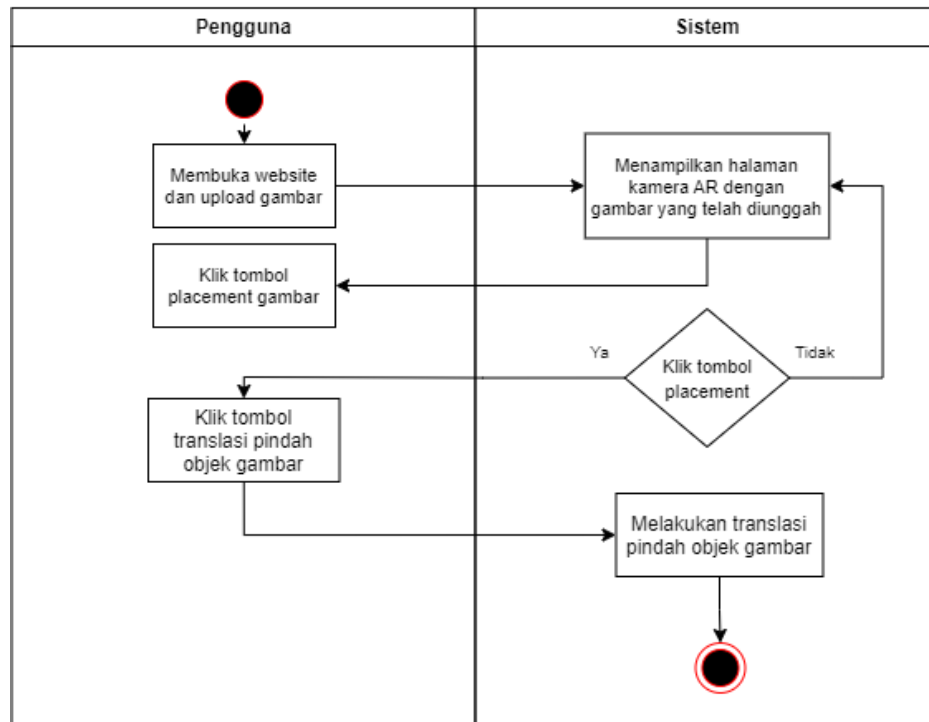 Pengguna
Sistem
Membuka website
dan upload gambar
Menampilkan halaman
kamera AR dengan
gambar yang telah diunggah
Klik tombol
placement gambar
Ya
Klik tombol
placement
Tidak
Klik tombol
translasi pindah
objek gambar
Melakukan translasi
pindah objek gambar